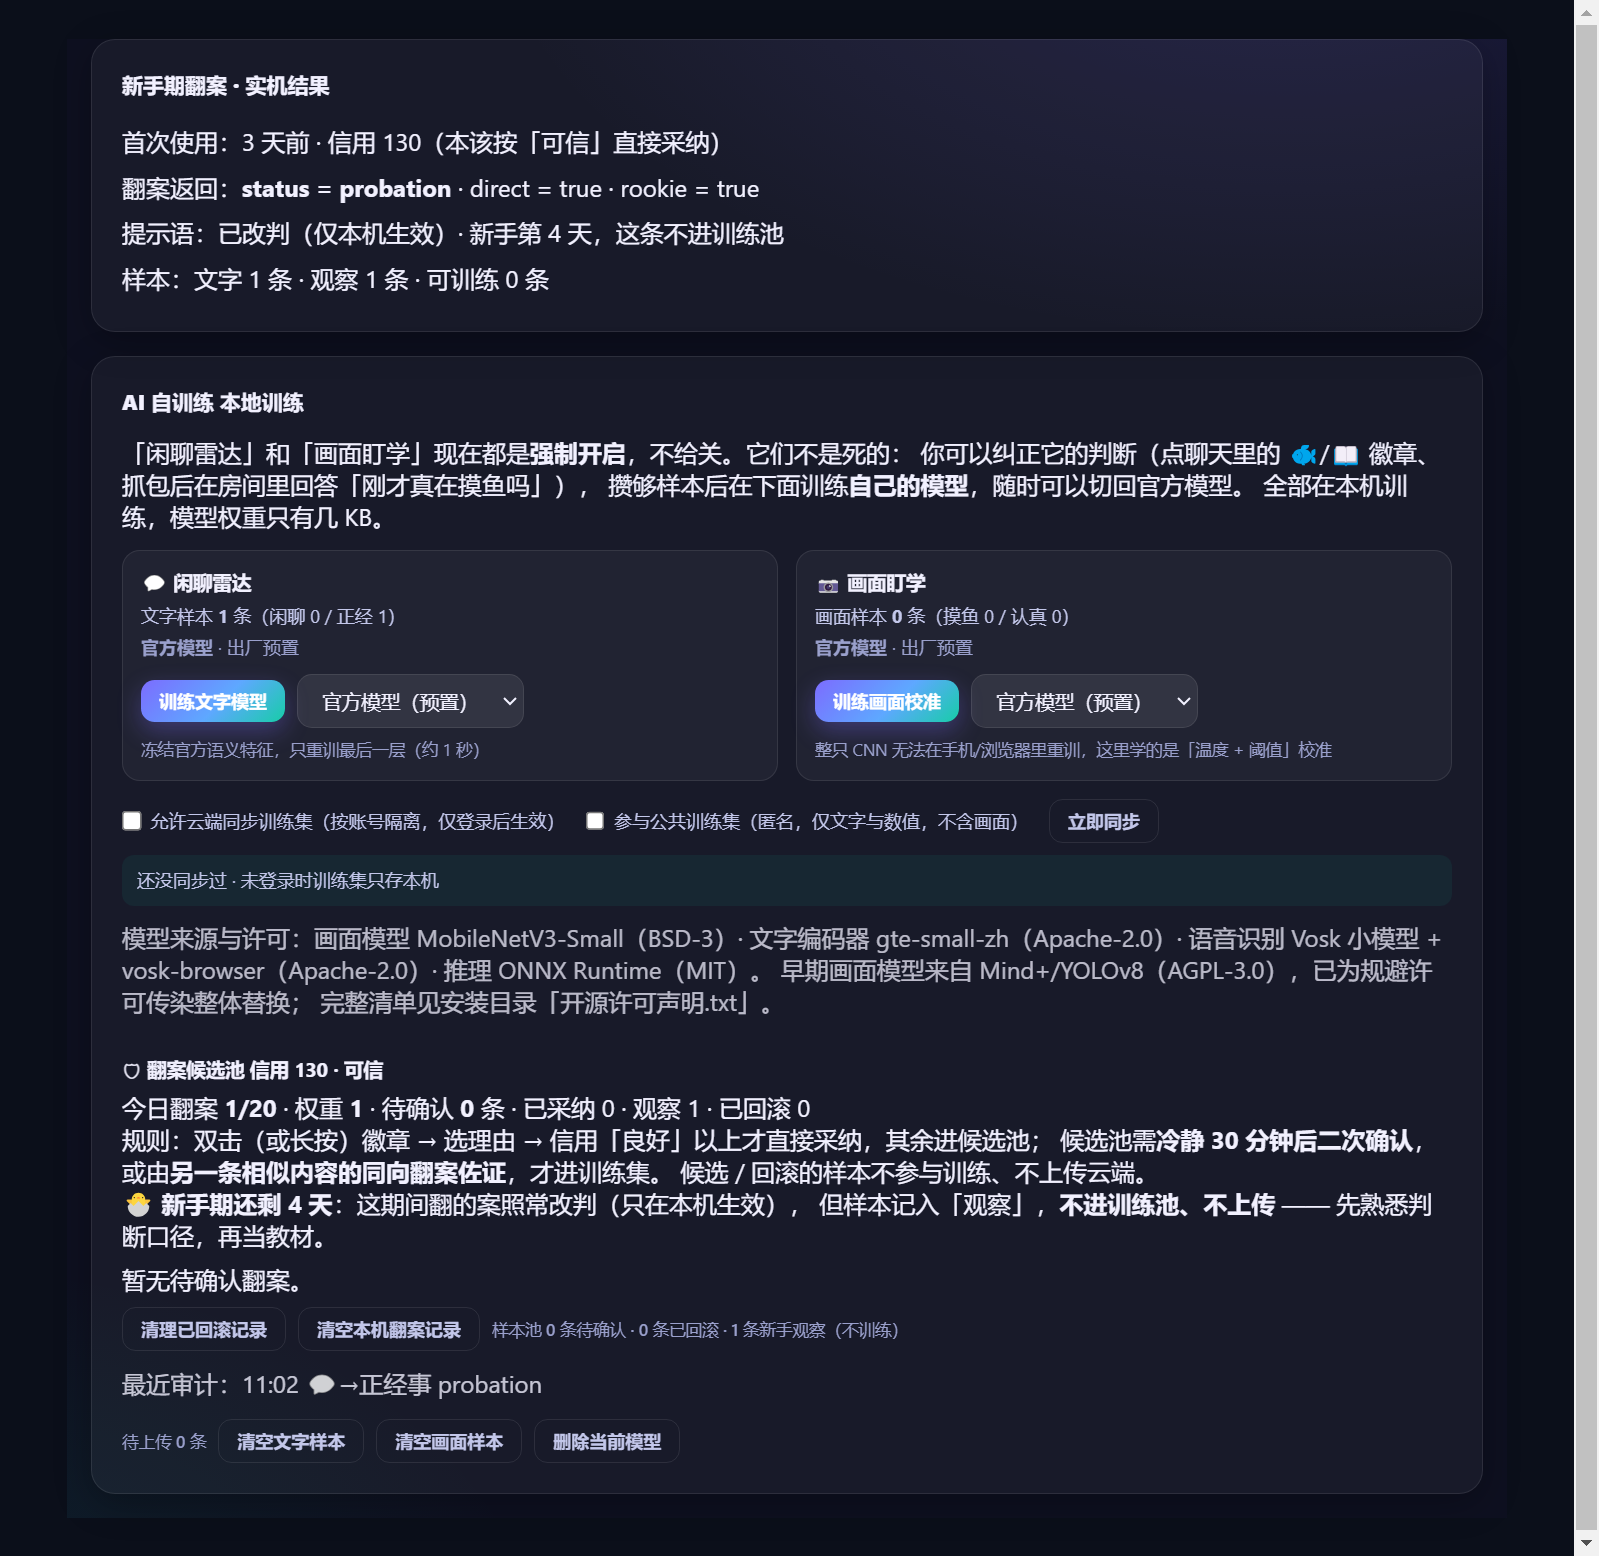 新手期翻案 · 实机结果
首次使用：3 天前 · 信用 130（本该按「可信」直接采纳）
翻案返回：status = probation · direct = true · rookie = true
提示语：已改判（仅本机生效）· 新手第 4 天，这条不进训练池
样本：文字 1 条 · 观察 1 条 · 可训练 0 条
AI 自训练 本地训练
「闲聊雷达」和「画面盯学」现在都是强制开启，不给关。它们不是死的： 你可以纠正它的判断（点聊天里的 🐟/📖 徽章、
抓包后在房间里回答「刚才真在摸鱼吗」）， 攒够样本后在下面训练自己的模型，随时可以切回官方模型。 全部在本机训
练，模型权重只有几 KB。
💬 闲聊雷达
文字样本 1 条（闲聊 0 / 正经 1）
官方模型 · 出厂预置
训练文字模型 官方模型（预置）
冻结官方语义特征，只重训最后一层（约 1 秒）
📷 画面盯学
画面样本 0 条（摸鱼 0 / 认真 0）
官方模型 · 出厂预置
训练画面校准 官方模型（预置）
整只 CNN 无法在手机/浏览器里重训，这里学的是「温度 + 阈值」校准
允许云端同步训练集（按账号隔离，仅登录后生效） 参与公共训练集（匿名，仅文字与数值，不含画面） 立即同步
还没同步过 · 未登录时训练集只存本机
模型来源与许可：画面模型 MobileNetV3-Small（BSD-3）· 文字编码器 gte-small-zh（Apache-2.0）· 语音识别 Vosk 小模型 +
vosk-browser（Apache-2.0）· 推理 ONNX Runtime（MIT）。 早期画面模型来自 Mind+/YOLOv8（AGPL-3.0），已为规避许
可传染整体替换； 完整清单见安装目录「开源许可声明.txt」。
🛡 翻案候选池 信用 130 · 可信
今日翻案 1/20 · 权重 1 · 待确认 0 条 · 已采纳 0 · 观察 1 · 已回滚 0
规则：双击（或长按）徽章 → 选理由 → 信用「良好」以上才直接采纳，其余进候选池； 候选池需冷静 30 分钟后二次确认，
或由另一条相似内容的同向翻案佐证，才进训练集。 候选 / 回滚的样本不参与训练、不上传云端。
🐣 新手期还剩 4 天：这期间翻的案照常改判（只在本机生效）， 但样本记入「观察」，不进训练池、不上传 —— 先熟悉判
断口径，再当教材。
暂无待确认翻案。
清理已回滚记录 清空本机翻案记录 样本池 0 条待确认 · 0 条已回滚 · 1 条新手观察（不训练）
最近审计：11:02 💬→正经事 probation
待上传 0 条 清空文字样本 清空画面样本 删除当前模型